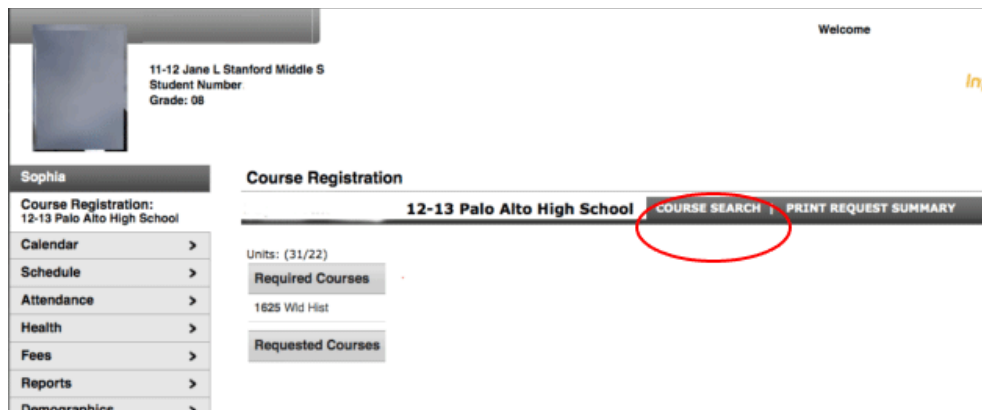 Welcome
11-12 Jane L Stanford Middle S
Student Number
Grade: 08
Sophia
Course Registration:
12-13 Palo Alto High School
Calendar >
Schedule >
Attendance >
Health >
Fees >
Reports >
Demographics >
Course Registration
12-13 Palo Alto High School COURSE SEARCH | PRINT REQUEST SUMMARY
Units: (31/22)
Required Courses
1625 Wld Hist
Requested Courses